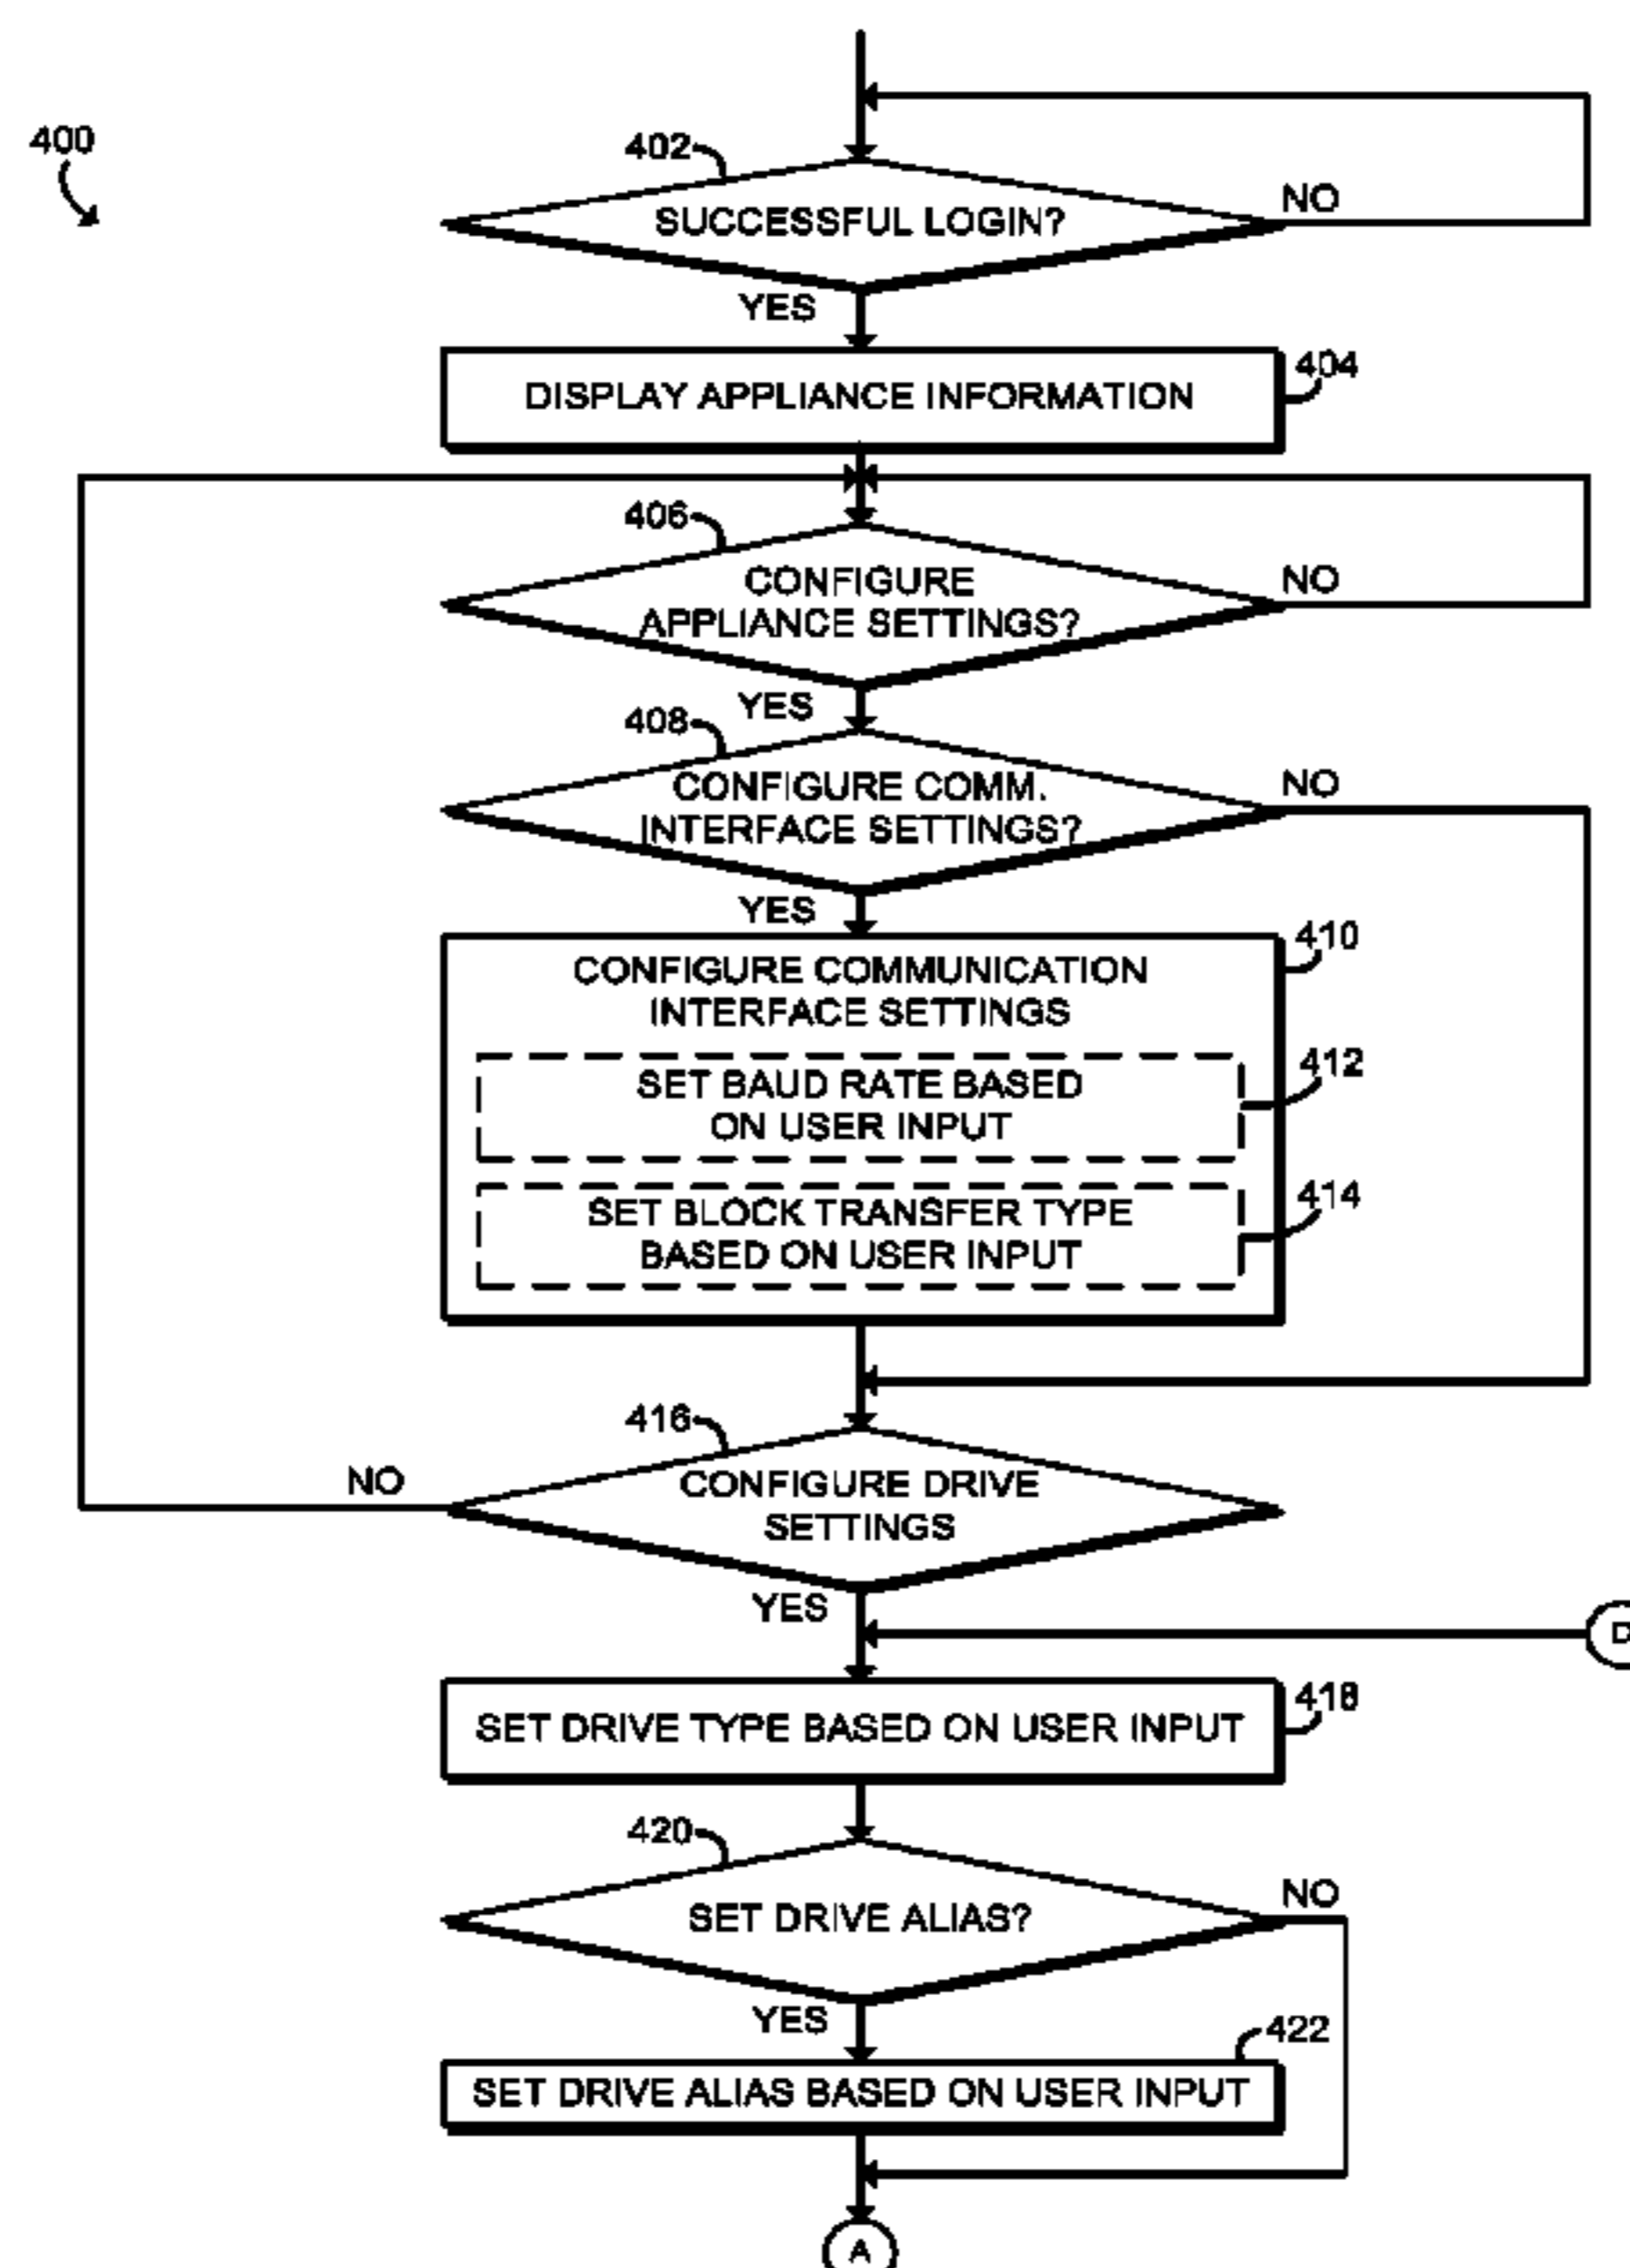 400
402
SUCCESSFUL LOGIN?
NO
YES
DISPLAY APPLIANCE INFORMATION
404
406
CONFIGURE
APPLIANCE SETTINGS?
NO
YES
408
CONFIGURE COMM.
INTERFACE SETTINGS?
NO
YES
410
CONFIGURE COMMUNICATION
INTERFACE SETTINGS
412
SET BAUD RATE BASED
ON USER INPUT
414
SET BLOCK TRANSFER TYPE
BASED ON USER INPUT
416
NO
CONFIGURE DRIVE
SETTINGS
YES
D
418
SET DRIVE TYPE BASED ON USER INPUT
420
SET DRIVE ALIAS?
NO
YES
422
SET DRIVE ALIAS BASED ON USER INPUT
A